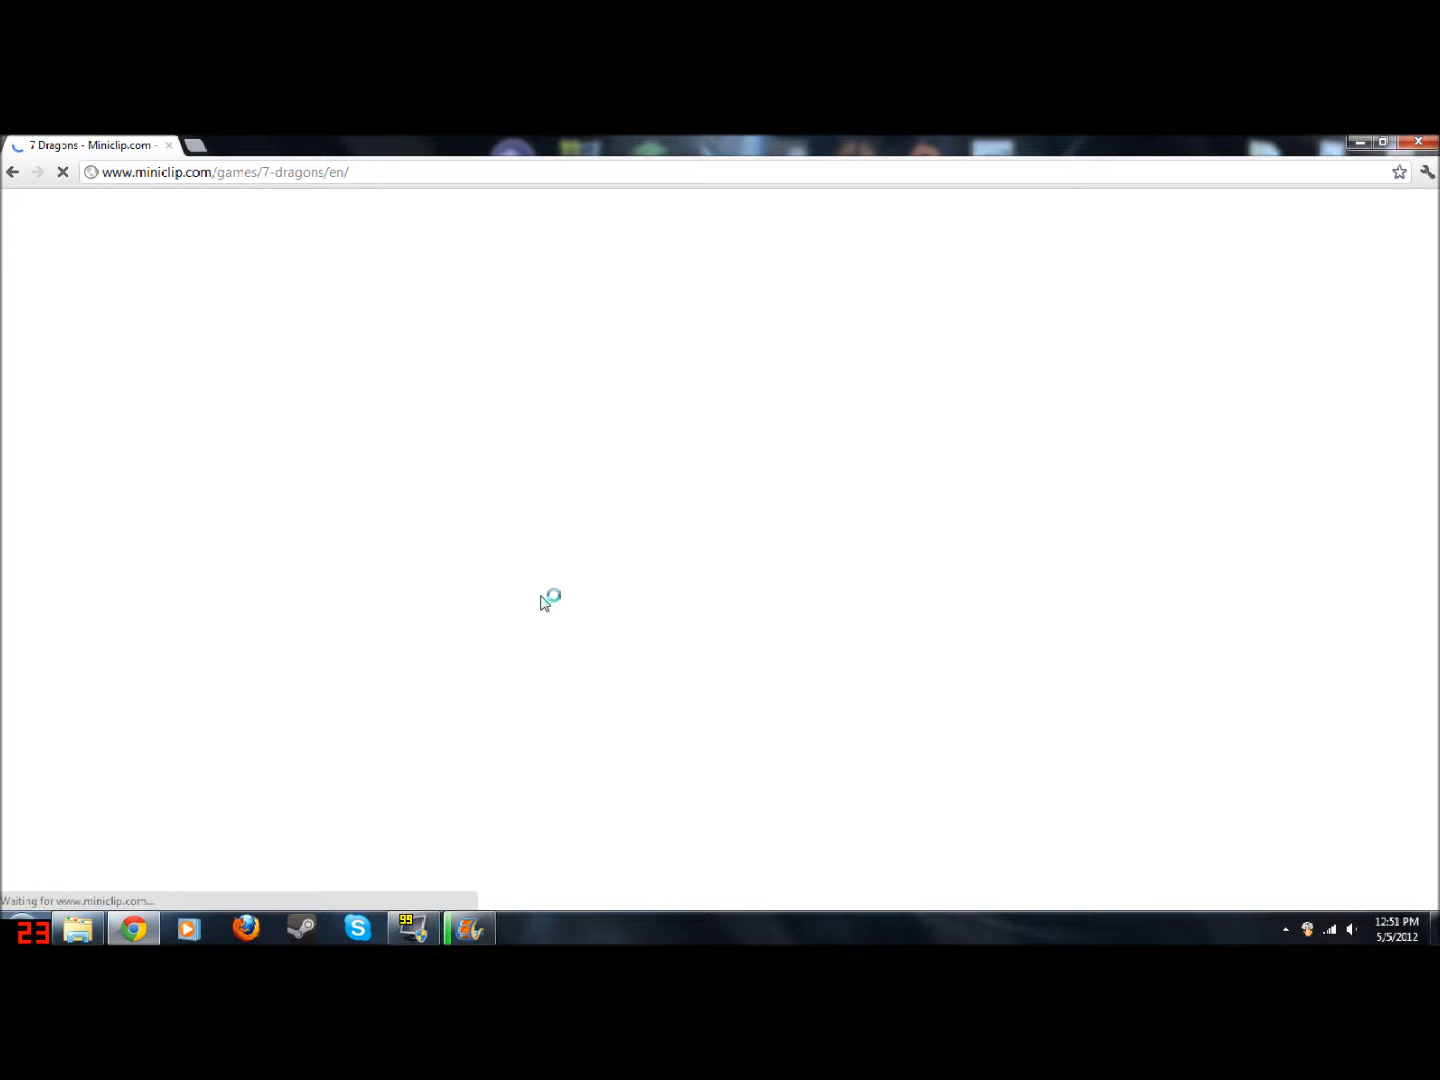 7 Dragons - Miniclip.com -
www.miniclip.com/games/7-dragons/en/
Waiting for www.miniclip.com...
23
99
12:51 PM
5/5/2012